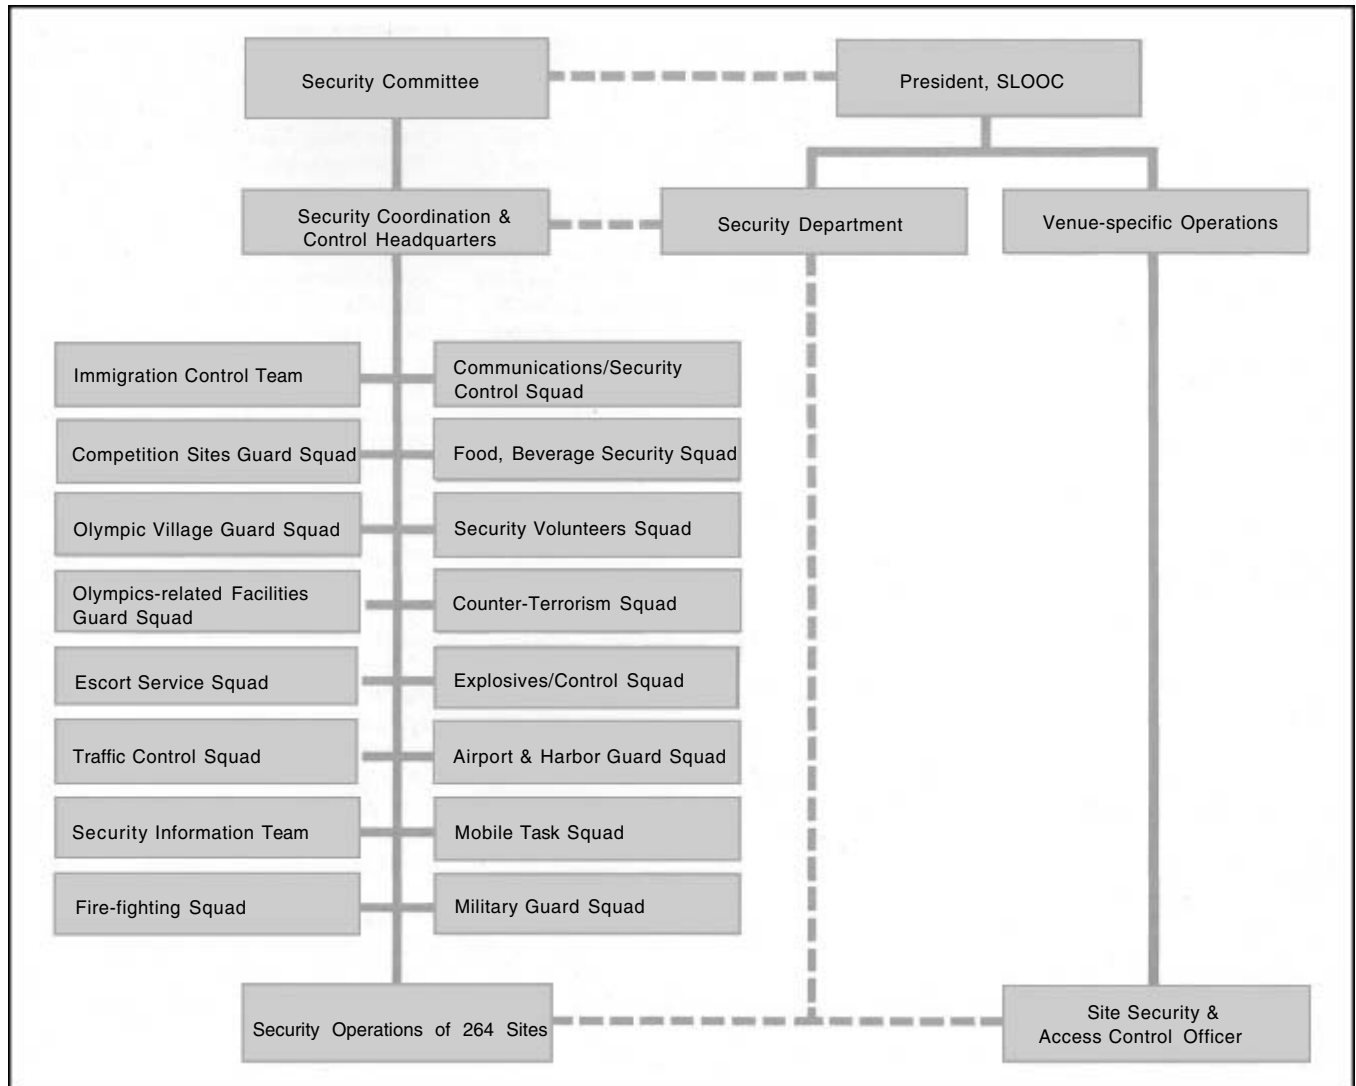 Security Committee
President, SLOOC
Security Coordination &
Control Headquarters
Security Department
Venue-specific Operations
Immigration Control Team
Communications/Security
Control Squad
Competition Sites Guard Squad
Food, Beverage Security Squad
Olympic Village Guard Squad
Security Volunteers Squad
Olympics-related Facilities
Guard Squad
Counter-Terrorism Squad
Escort Service Squad
Explosives/Control Squad
Traffic Control Squad
Airport & Harbor Guard Squad
Security Information Team
Mobile Task Squad
Fire-fighting Squad
Military Guard Squad
Security Operations of 264 Sites
Site Security &
Access Control Officer